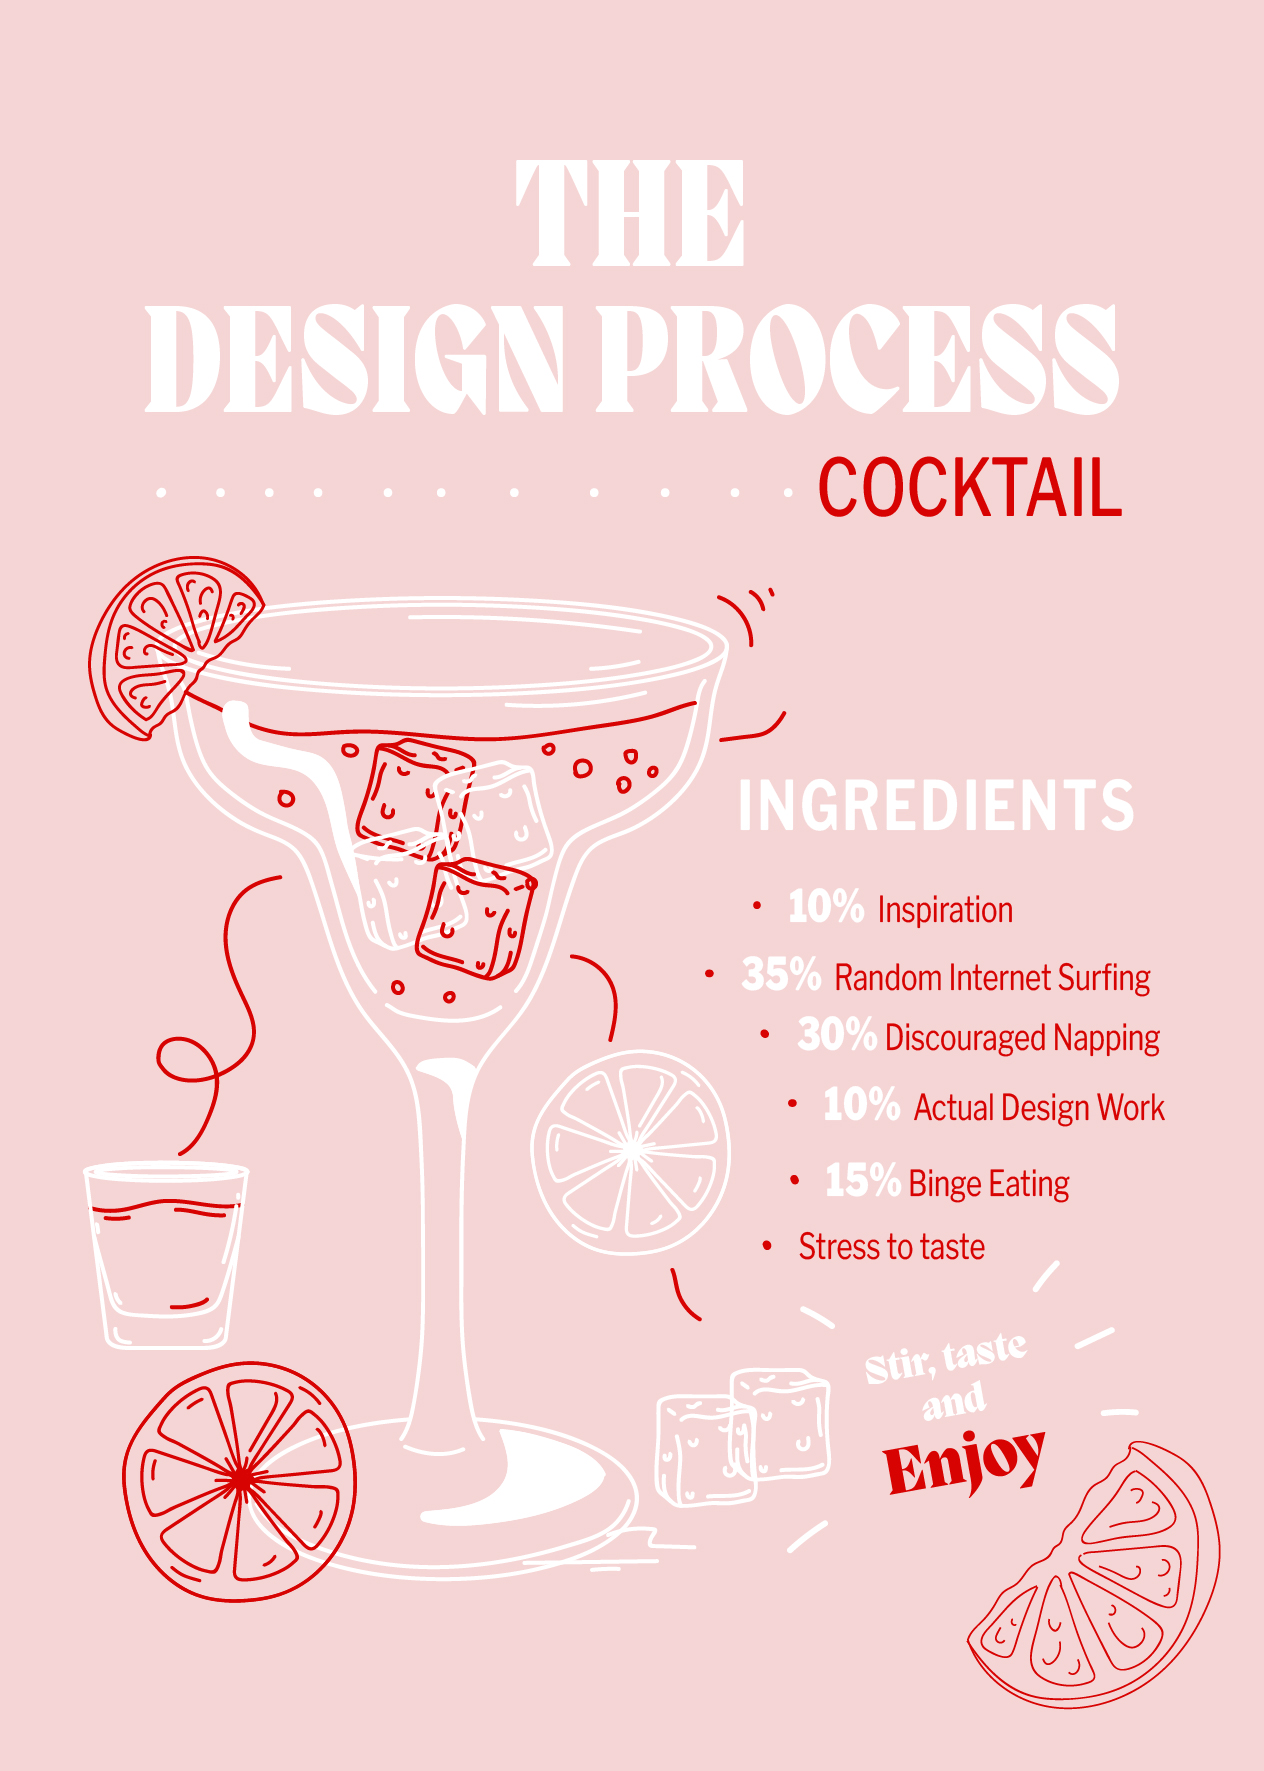 THE
DESIGN PROCESS
COCKTAIL
INGREDIENTS
• 10% Inspiration
• 35% Random Internet Surfing
• 30% Discouraged Napping
• 10% Actual Design Work
• 15% Binge Eating
• Stress to taste
Stir, taste
and
Enjoy